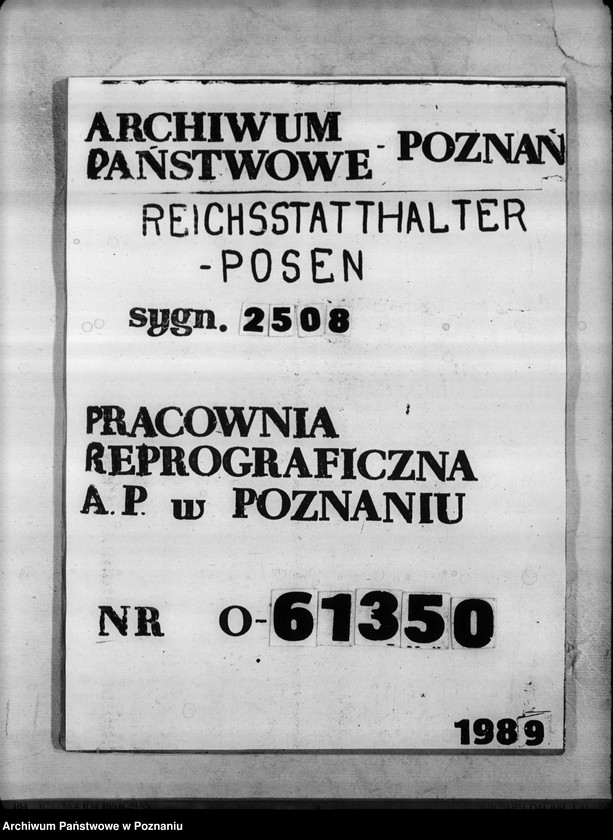 ARCHIWUM
PAŃSTWOWE - POZNAŃ
REICHSSTATTHALTER
-POSEN
sygn. 2508
PRACOWNIA
REPROGRAFICZNA
A.P. w POZNANIU
NR O-61350
1989
Archiwum Państwowe w Poznaniu